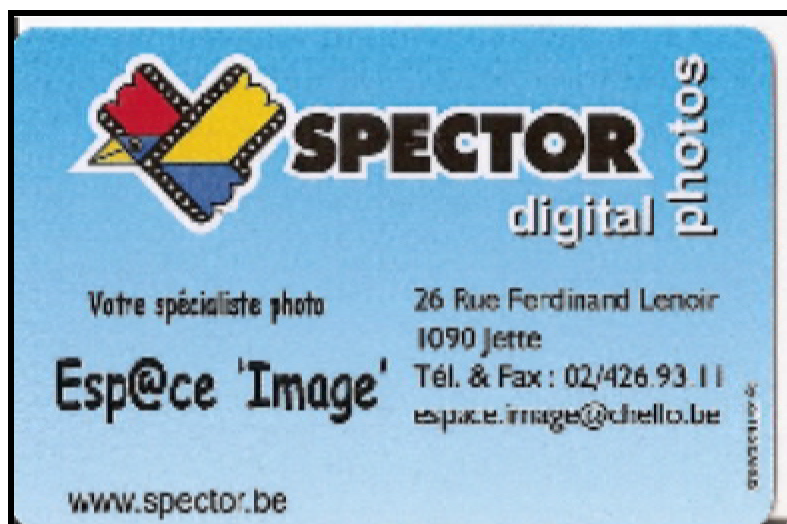 SPECTOR
digital photos
Votre spécialiste photo
Esp@ce 'Image'
26 Rue Ferdinand Lenoir
1090 Jette
Tél. & Fax : 02/426.93.11
espace.image@chello.be
www.spector.be